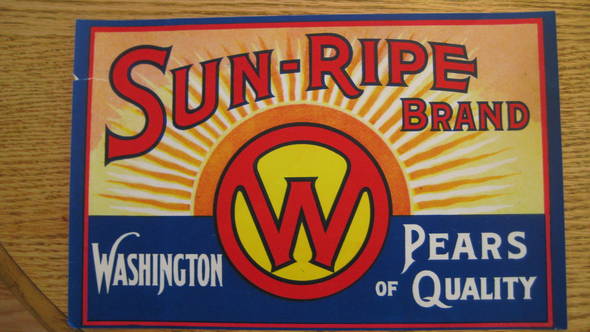 SUN-RIPE
BRAND
W
WASHINGTON
PEARS
OF QUALITY